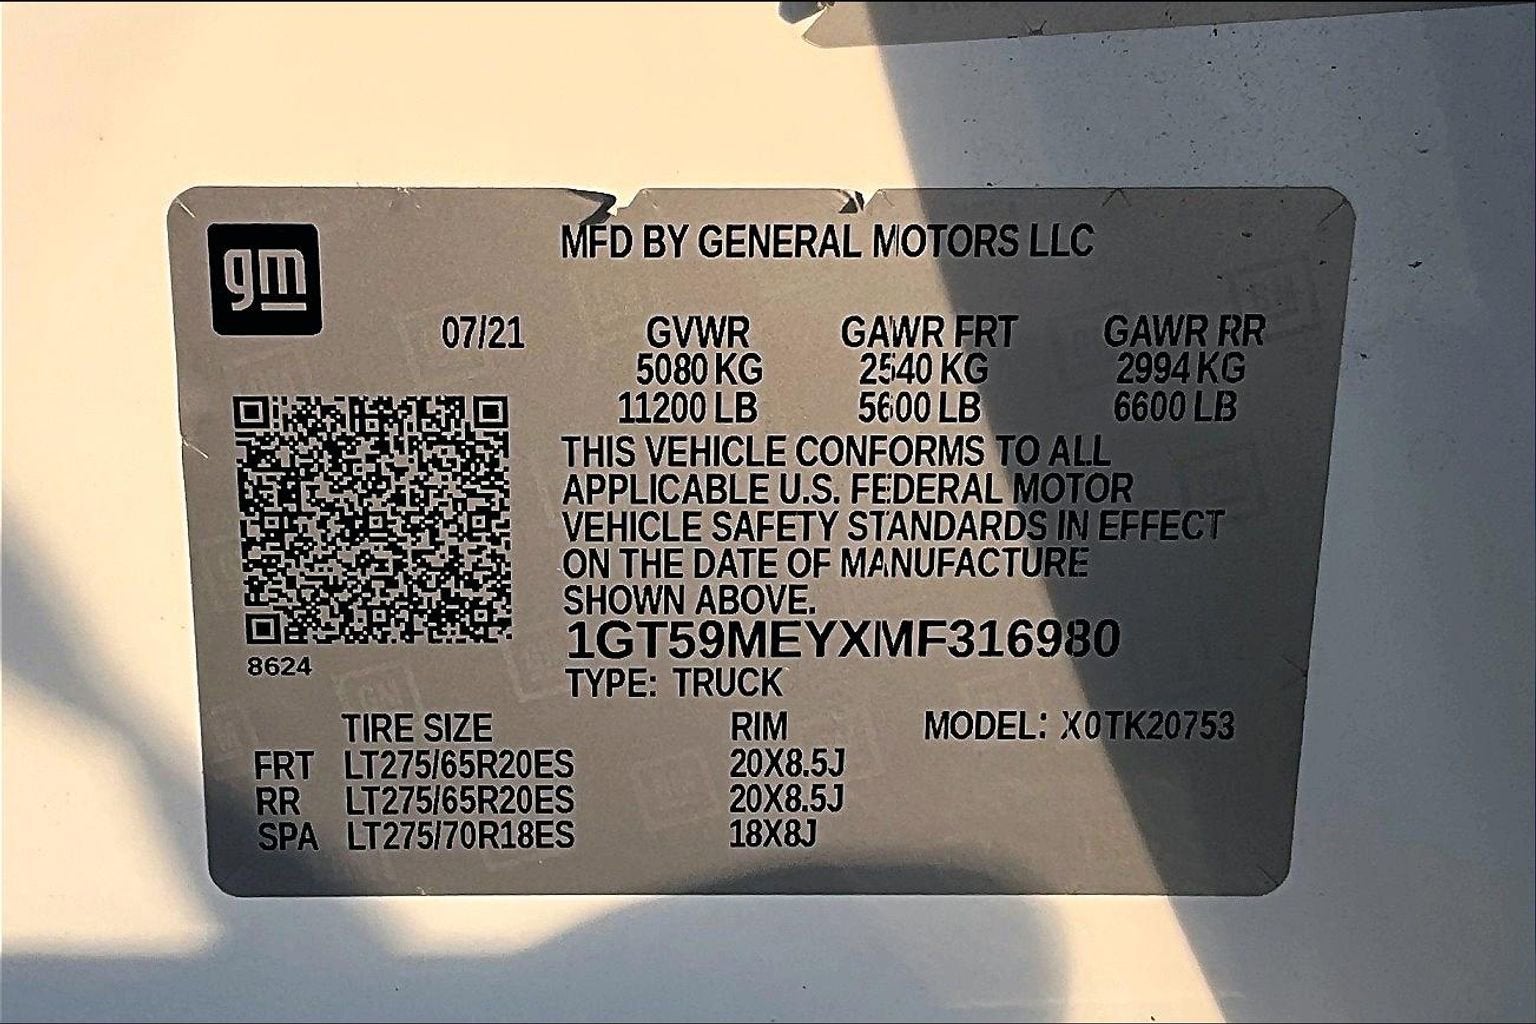 gm
MFD BY GENERAL MOTORS LLC
07/21 GVWR GAWR FRT GAWR RR
5080 KG 2540 KG 2994 KG
11200 LB 5600 LB 6600 LB
THIS VEHICLE CONFORMS TO ALL
APPLICABLE U.S. FEDERAL MOTOR
VEHICLE SAFETY STANDARDS IN EFFECT
ON THE DATE OF MANUFACTURE
SHOWN ABOVE.
1GT59MEYXMF316980
8624
TYPE: TRUCK
TIRE SIZE RIM MODEL: X0TK20753
FRT LT275/65R20ES 20X8.5J
RR LT275/65R20ES 20X8.5J
SPA LT275/70R18ES 18X8J